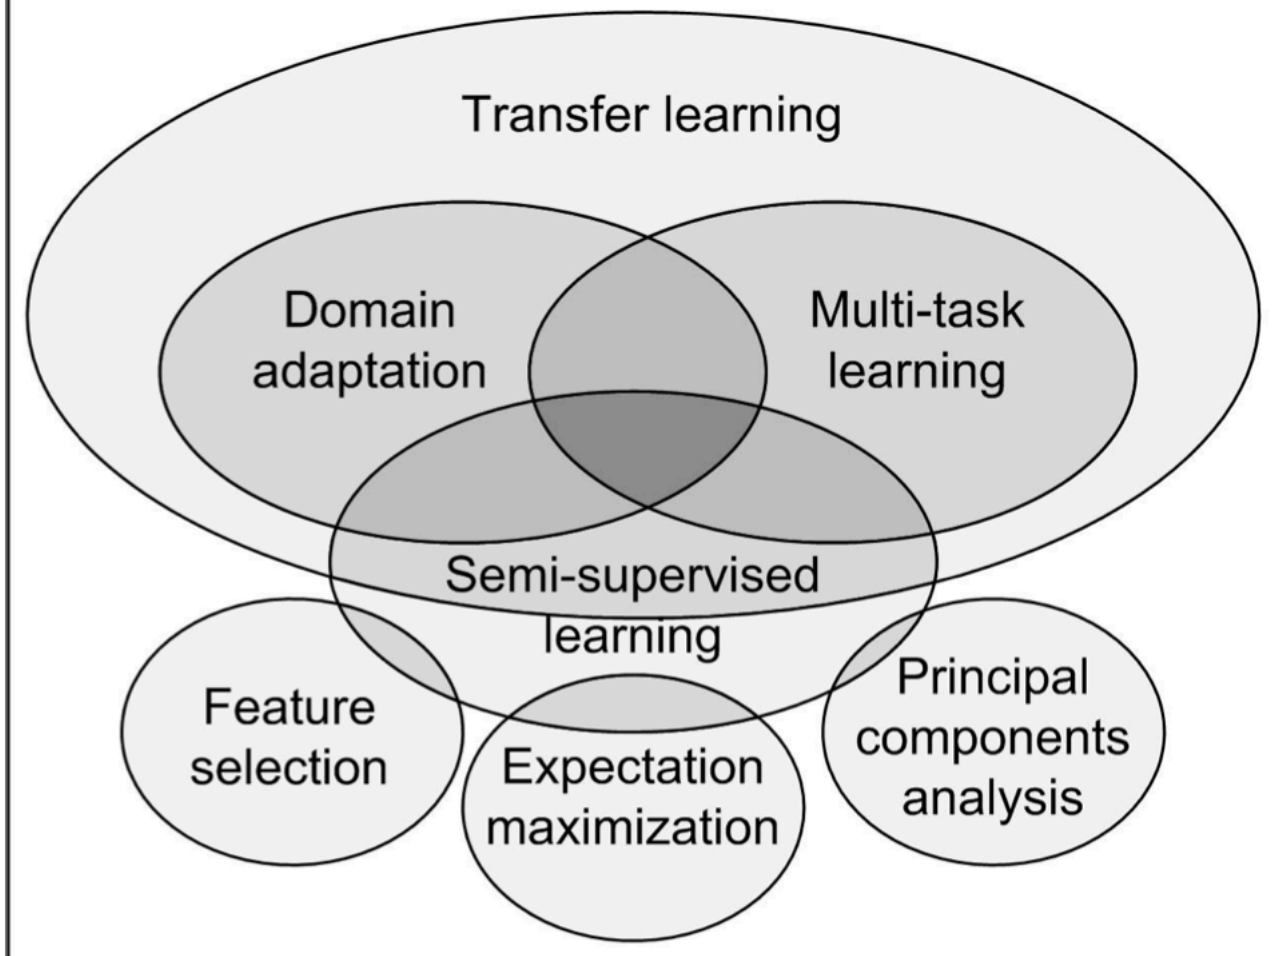 Transfer learning
Domain
adaptation
Multi-task
learning
Semi-supervised
learning
Feature
selection
Expectation
maximization
Principal
components
analysis